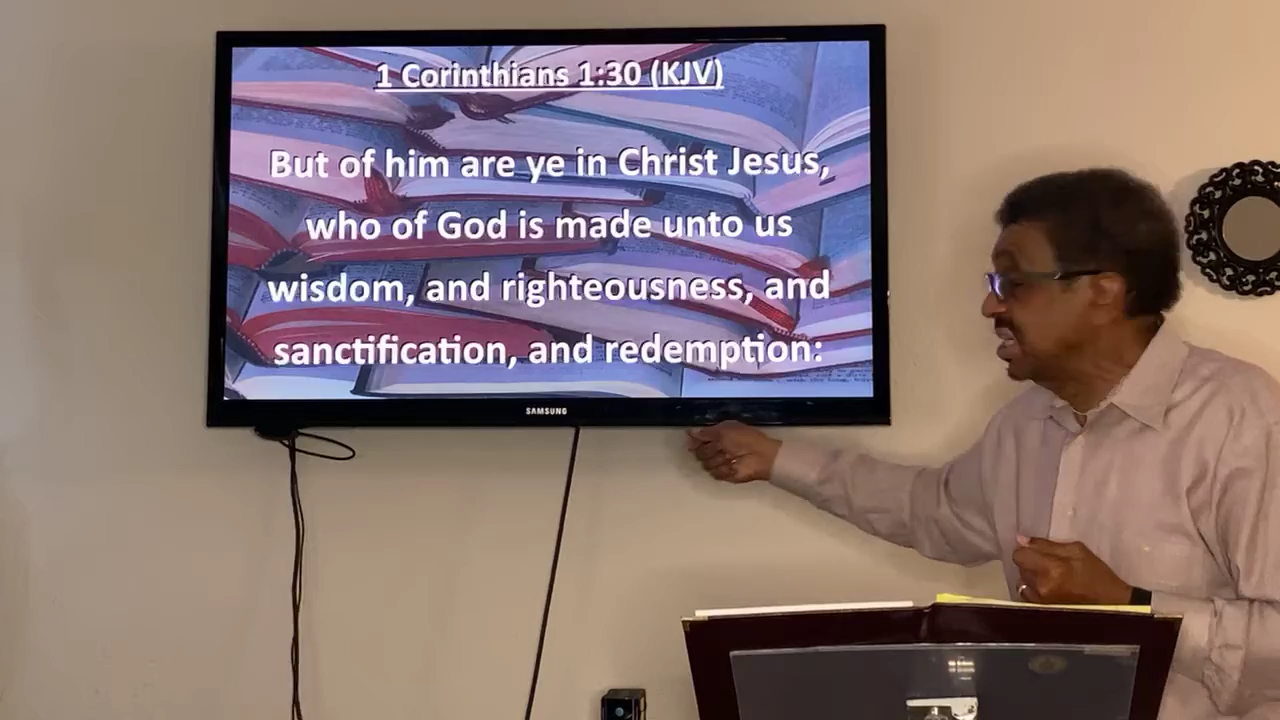 1 Corinthians 1:30 (KJV)
But of him are ye in Christ Jesus,
who of God is made unto us
wisdom, and righteousness, and
sanctification, and redemption:
SAMSUNG